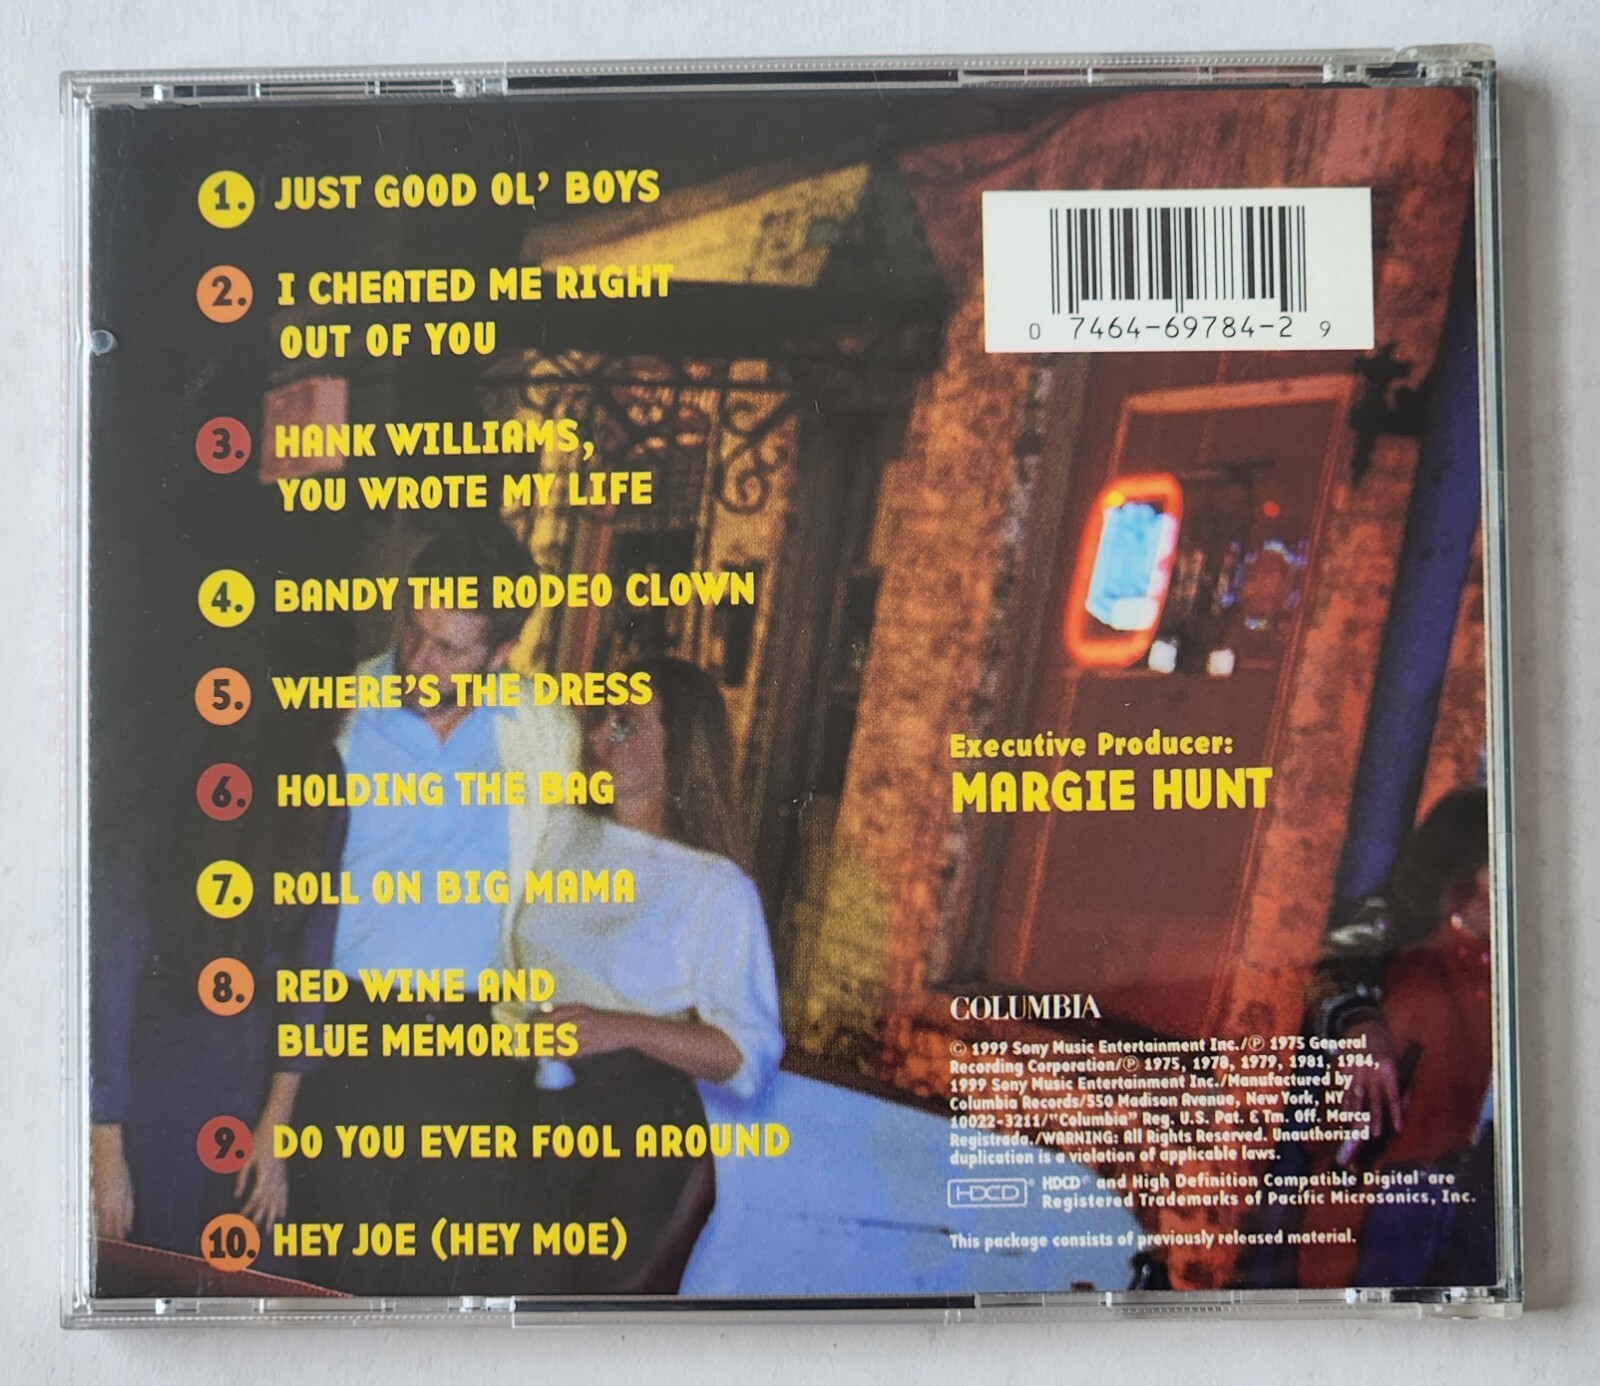 1. JUST GOOD OL' BOYS
2. I CHEATED ME RIGHT
OUT OF YOU
3. HANK WILLIAMS,
YOU WROTE MY LIFE
4. BANDY THE RODEO CLOWN
5. WHERE'S THE DRESS
6. HOLDING THE BAG
7. ROLL ON BIG MAMA
8. RED WINE AND
BLUE MEMORIES
9. DO YOU EVER FOOL AROUND
10. HEY JOE (HEY MOE)
0 7464-69784-2 9
Executive Producer:
MARGIE HUNT
COLUMBIA
© 1999 Sony Music Entertainment Inc./℗ 1975 General
Recording Corporation/℗ 1975, 1978, 1979, 1981, 1984,
1999 Sony Music Entertainment Inc./Manufactured by
Columbia Records/550 Madison Avenue, New York, NY
10022-3211/"Columbia" Reg. U.S. Pat. & Tm. Off. Marca
Registrada./WARNING: All Rights Reserved. Unauthorized
duplication is a violation of applicable laws.
HDCD® HDCD® and High Definition Compatible Digital® are
Registered Trademarks of Pacific Microsonics, Inc.
This package consists of previously released material.